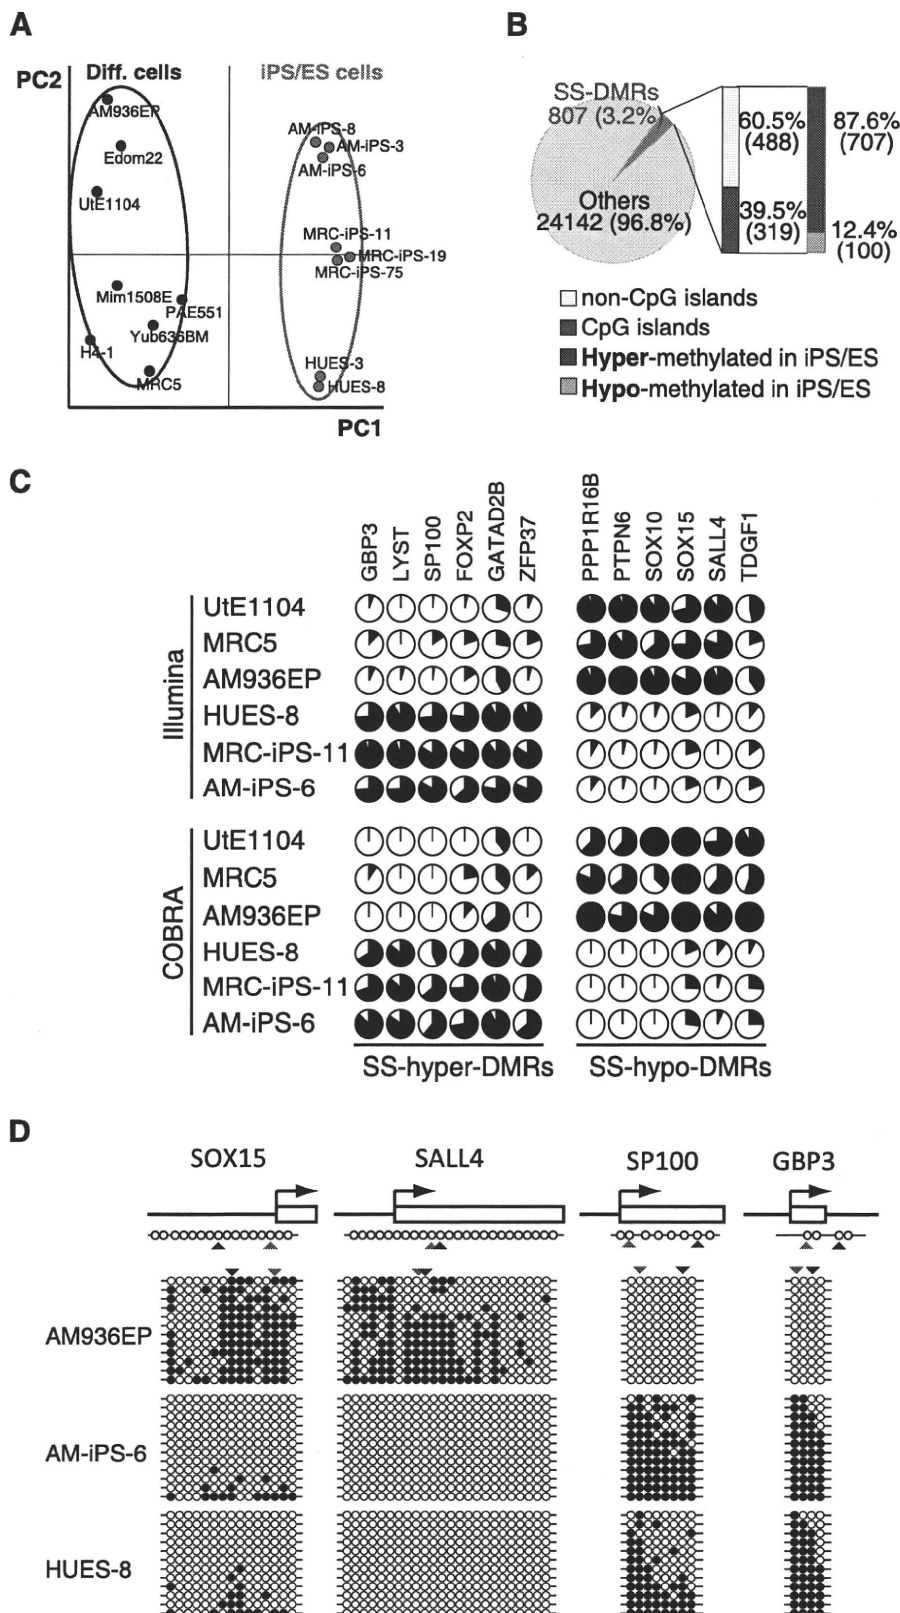 A
PC2
Diff. cells
iPS/ES cells
AM936EP
Edom22
UtE1104
Mim1508E
PAE551
Yub636BM
H4-1
MRC5
AM-iPS-8
AM-iPS-3
AM-iPS-6
MRC-iPS-11
MRC-iPS-19
MRC-iPS-75
HUES-3
HUES-8
PC1
B
SS-DMRs
807 (3.2%)
Others
24142 (96.8%)
60.5%
(488)
39.5%
(319)
87.6%
(707)
12.4%
(100)
non-CpG islands
CpG islands
Hyper-methylated in iPS/ES
Hypo-methylated in iPS/ES
C
GBP3
LYST
SP100
FOXP2
GATAD2B
ZFP37
PPP1R16B
PTPN6
SOX10
SOX15
SALL4
TDGF1
Illumina
UtE1104
MRC5
AM936EP
HUES-8
MRC-iPS-11
AM-iPS-6
COBRA
UtE1104
MRC5
AM936EP
HUES-8
MRC-iPS-11
AM-iPS-6
SS-hyper-DMRs
SS-hypo-DMRs
D
SOX15
SALL4
SP100
GBP3
AM936EP
AM-iPS-6
HUES-8